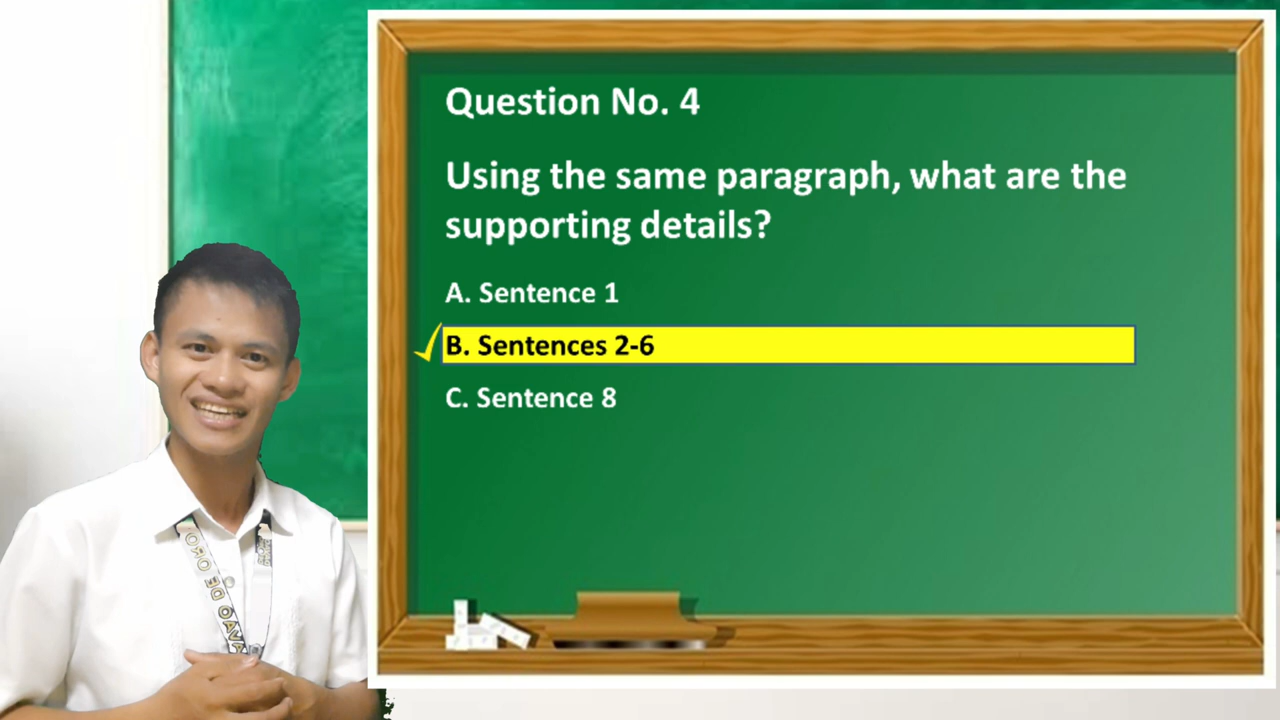 Question No. 4
Using the same paragraph, what are the
supporting details?
A. Sentence 1
B. Sentences 2-6
C. Sentence 8